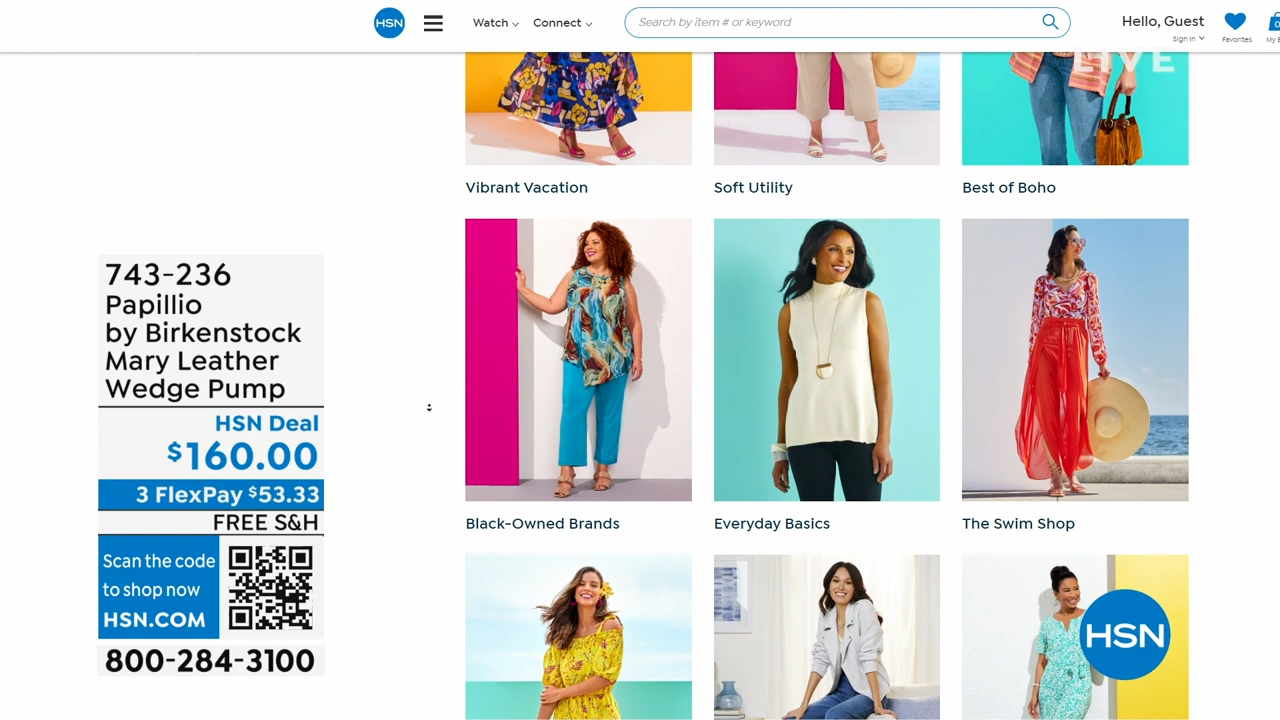 HSN
Watch
Connect
Search by item # or keyword
Hello, Guest
Sign In
Favorites
0
LIVE
Vibrant Vacation
Soft Utility
Best of Boho
743-236
Papillio
by Birkenstock
Mary Leather
Wedge Pump
HSN Deal
$160.00
3 FlexPay $53.33
FREE S&H
Scan the code
to shop now
HSN.COM
800-284-3100
Black-Owned Brands
Everyday Basics
The Swim Shop
HSN